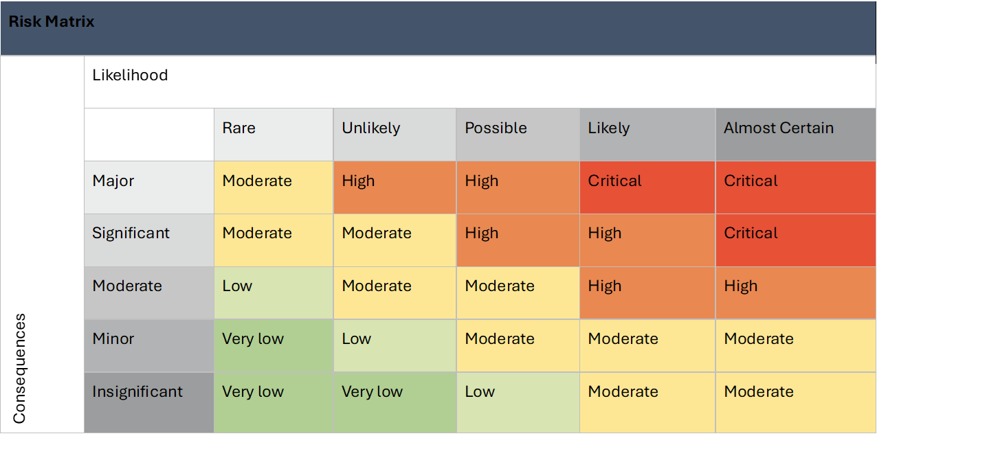 Risk Matrix
Likelihood
Rare Unlikely Possible Likely Almost Certain
Major Moderate High High Critical Critical
Significant Moderate Moderate High High Critical
Moderate Low Moderate Moderate High High
Minor Very low Low Moderate Moderate Moderate
Insignificant Very low Very low Low Moderate Moderate
Consequences